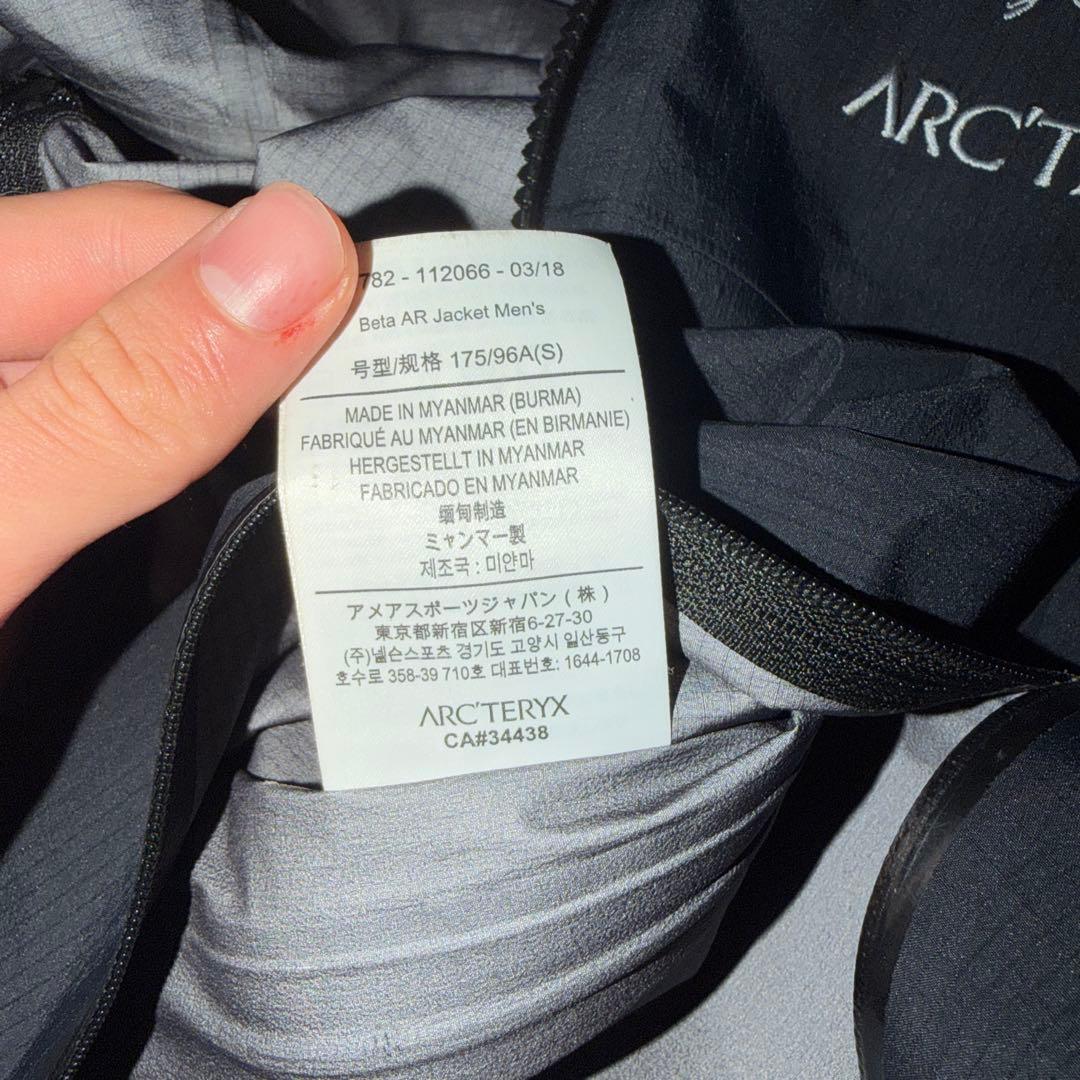 ARC'T
782 - 112066 - 03/18
Beta AR Jacket Men's
号型/规格 175/96A(S)
MADE IN MYANMAR (BURMA)
FABRIQUÉ AU MYANMAR (EN BIRMANIE)
HERGESTELLT IN MYANMAR
FABRICADO EN MYANMAR
缅甸制造
ミャンマー製
제조국 : 미얀마
アメアスポーツジャパン ( 株 )
東京都新宿区新宿6-27-30
(주)넬슨스포츠 경기도 고양시 일산동구
호수로 358-39 710호 대표번호: 1644-1708
ARC'TERYX
CA#34438